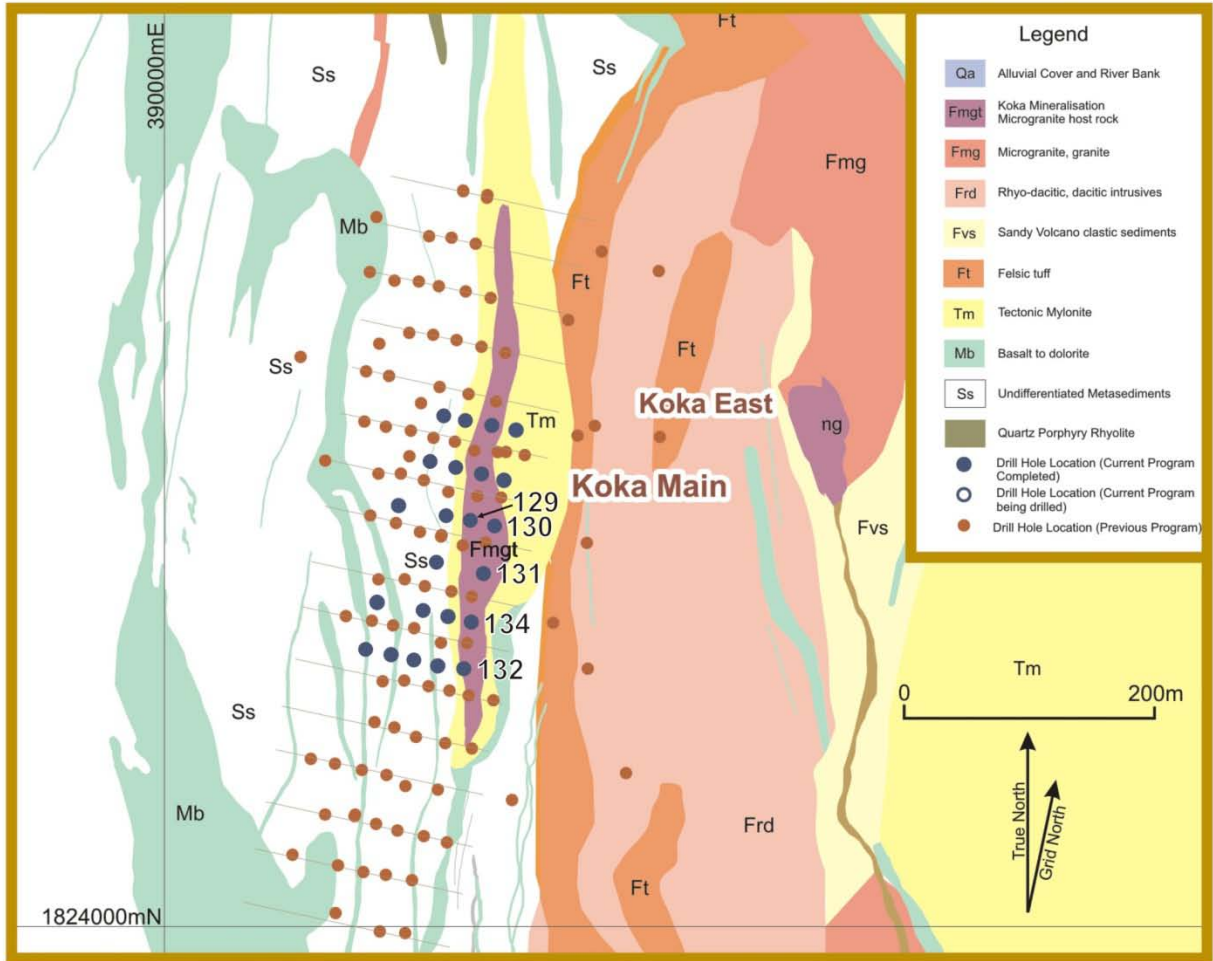 Ft
Ss
Ss
390000mE
Fmg
Mb
Ft
Ft
Ss
Koka East
Tm
ng
Koka Main
129
130
Fmgt
Fvs
Ss
131
134
132
Ss
Tm
0
200m
Mb
Frd
True North
Grid North
Ft
1824000mN
Legend
Qa Alluvial Cover and River Bank
Fmgt Koka Mineralisation
Microgranite host rock
Fmg Microgranite, granite
Frd Rhyo-dacitic, dacitic intrusives
Fvs Sandy Volcano clastic sediments
Ft Felsic tuff
Tm Tectonic Mylonite
Mb Basalt to dolorite
Ss Undifferentiated Metasediments
Quartz Porphyry Rhyolite
Drill Hole Location (Current Program
Completed)
Drill Hole Location (Current Program
being drilled)
Drill Hole Location (Previous Program)